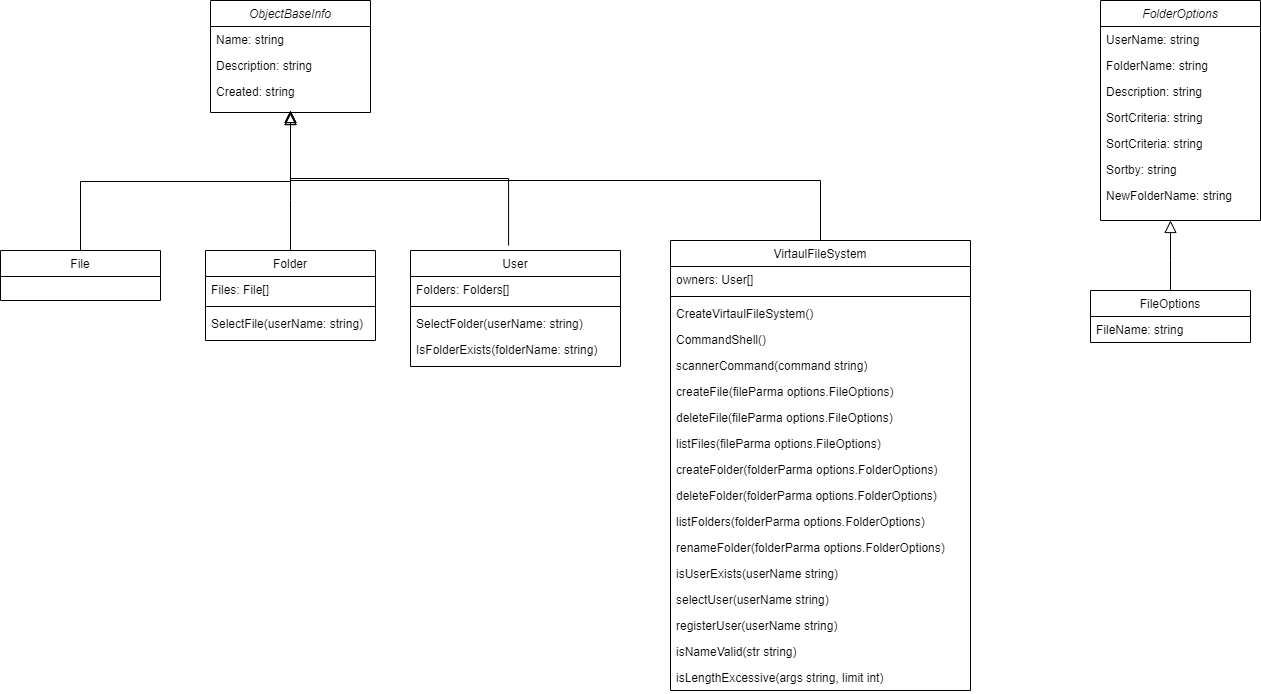 ObjectBaseInfo
Name: string
Description: string
Created: string
FolderOptions
UserName: string
FolderName: string
Description: string
SortCriteria: string
SortCriteria: string
Sortby: string
NewFolderName: string
File
Folder
Files: File[]
SelectFile(userName: string)
User
Folders: Folders[]
SelectFolder(userName: string)
IsFolderExists(folderName: string)
VirtaulFileSystem
owners: User[]
CreateVirtaulFileSystem()
CommandShell()
scannerCommand(command string)
createFile(fileParma options.FileOptions)
deleteFile(fileParma options.FileOptions)
listFiles(fileParma options.FileOptions)
createFolder(folderParma options.FolderOptions)
deleteFolder(folderParma options.FolderOptions)
listFolders(folderParma options.FolderOptions)
renameFolder(folderParma options.FolderOptions)
isUserExists(userName string)
selectUser(userName string)
registerUser(userName string)
isNameValid(str string)
isLengthExcessive(args string, limit int)
FileOptions
FileName: string